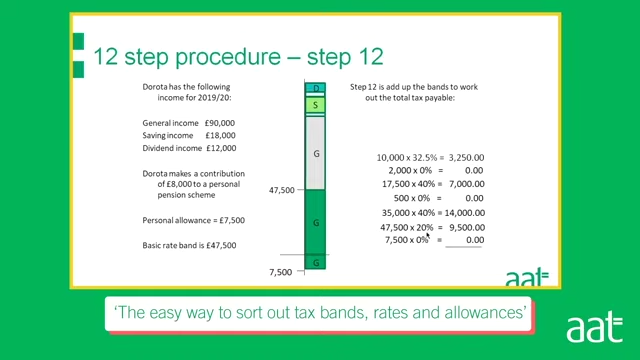 12 step procedure – step 12
Dorota has the following
income for 2019/20:
General income £90,000
Saving income £18,000
Dividend income £12,000
Dorota makes a contribution
of £8,000 to a personal
pension scheme
Personal allowance = £7,500
Basic rate band is £47,500
D
S
G
47,500
G
G
7,500
Step 12 is add up the bands to work
out the total tax payable:
10,000 x 32.5% = 3,250.00
2,000 x 0% = 0.00
17,500 x 40% = 7,000.00
500 x 0% = 0.00
35,000 x 40% = 14,000.00
47,500 x 20% = 9,500.00
7,500 x 0% = 0.00
aat
‘The easy way to sort out tax bands, rates and allowances’
aat